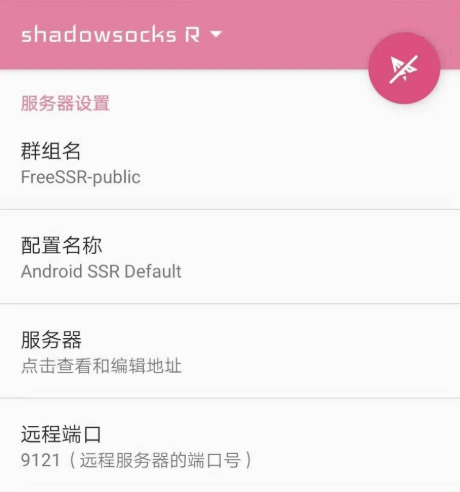 shadowsocks R
服务器设置
群组名
FreeSSR-public
配置名称
Android SSR Default
服务器
点击查看和编辑地址
远程端口
9121（远程服务器的端口号）